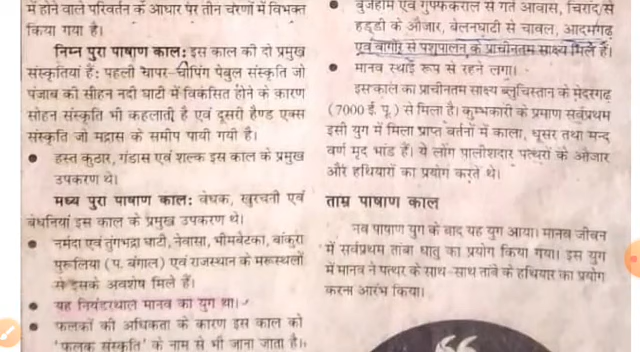 में होने वाले परिवर्तन के आधार पर तीन चरणों में विभक्त
किया गया है।
निम्न पुरा पाषाण काल: इस काल की दो प्रमुख
संस्कृतियां हैं: पहली चापर-चोपिंग पेबुल संस्कृति जो
पंजाब की सोहन नदी घाटी में विकसित होने के कारण
सोहन संस्कृति भी कहलाती है एवं दूसरी हैण्ड एक्स
संस्कृति जो मद्रास के समीप पायी गयी है।
● हस्त कुठार, गंडास एवं शल्क इस काल के प्रमुख
उपकरण थे।
मध्य पुरा पाषाण काल: वेधक, खुरचनी एवं
बेधनियां इस काल के प्रमुख उपकरण थे।
● नर्मदा एवं तुंगभद्रा घाटी, नेवासा, भीमबेटका, बांकुरा
पुरूलिया (प. बंगाल) एवं राजस्थान के मरूस्थलों
से इसके अवशेष मिले हैं।
● यह नियंडरथाल मानव का युग था।
● फलकों की अधिकता के कारण इस काल को
'फलक संस्कृति' के नाम से भी जाना जाता है।
● बुर्जहोम एवं गुफ्फकराल से गर्त आवास, चिरांद से
हड्डी के औजार, बेलनघाटी से चावल, आदमगढ़
एवं बागोर से पशुपालन के प्राचीनतम साक्ष्य मिले हैं।
● मानव स्थाई रूप से रहने लगा।
इस काल का प्राचीनतम साक्ष्य ब्लुचिस्तान के मेहरगढ़
(7000 ई. पू.) से मिला है। कुम्भकारी के प्रमाण सर्वप्रथम
इसी युग में मिला प्राप्त बर्तनों में काला, धूसर तथा मन्द
वर्ण मृद भांड हैं। ये लोग पालीशदार पत्थरों के औजार
और हथियारों का प्रयोग करते थे।
ताम्र पाषाण काल
नव पाषाण युग के बाद यह युग आया। मानव जीवन
में सर्वप्रथम तांबा धातु का प्रयोग किया गया। इस युग
में मानव ने पत्थर के साथ-साथ तांबे के हथियार का प्रयोग
करना आरंभ किया।